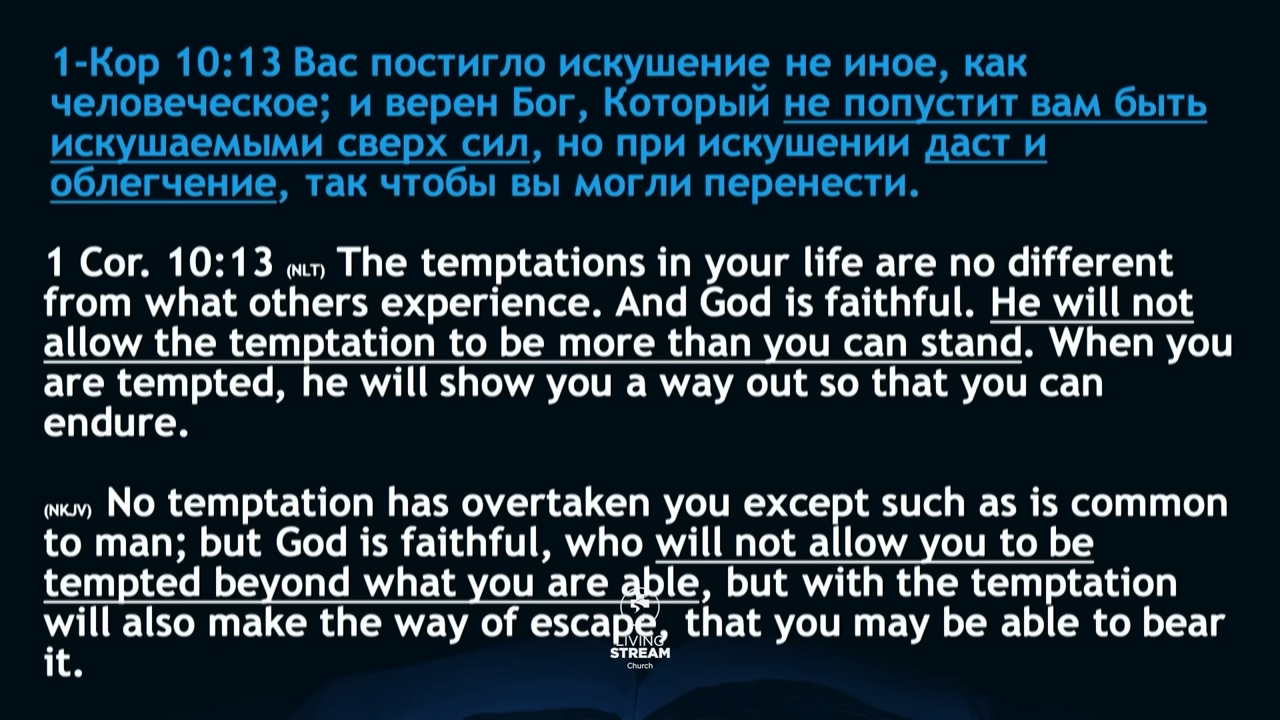 1-Кор 10:13 Вас постигло искушение не иное, как
человеческое; и верен Бог, Который не попустит вам быть
искушаемыми сверх сил, но при искушении даст и
облегчение, так чтобы вы могли перенести.
1 Cor. 10:13 (NLT) The temptations in your life are no different
from what others experience. And God is faithful. He will not
allow the temptation to be more than you can stand. When you
are tempted, he will show you a way out so that you can
endure.
(NKJV) No temptation has overtaken you except such as is common
to man; but God is faithful, who will not allow you to be
tempted beyond what you are able, but with the temptation
will also make the way of escape, that you may be able to bear
it.
LIVING
STREAM
Church